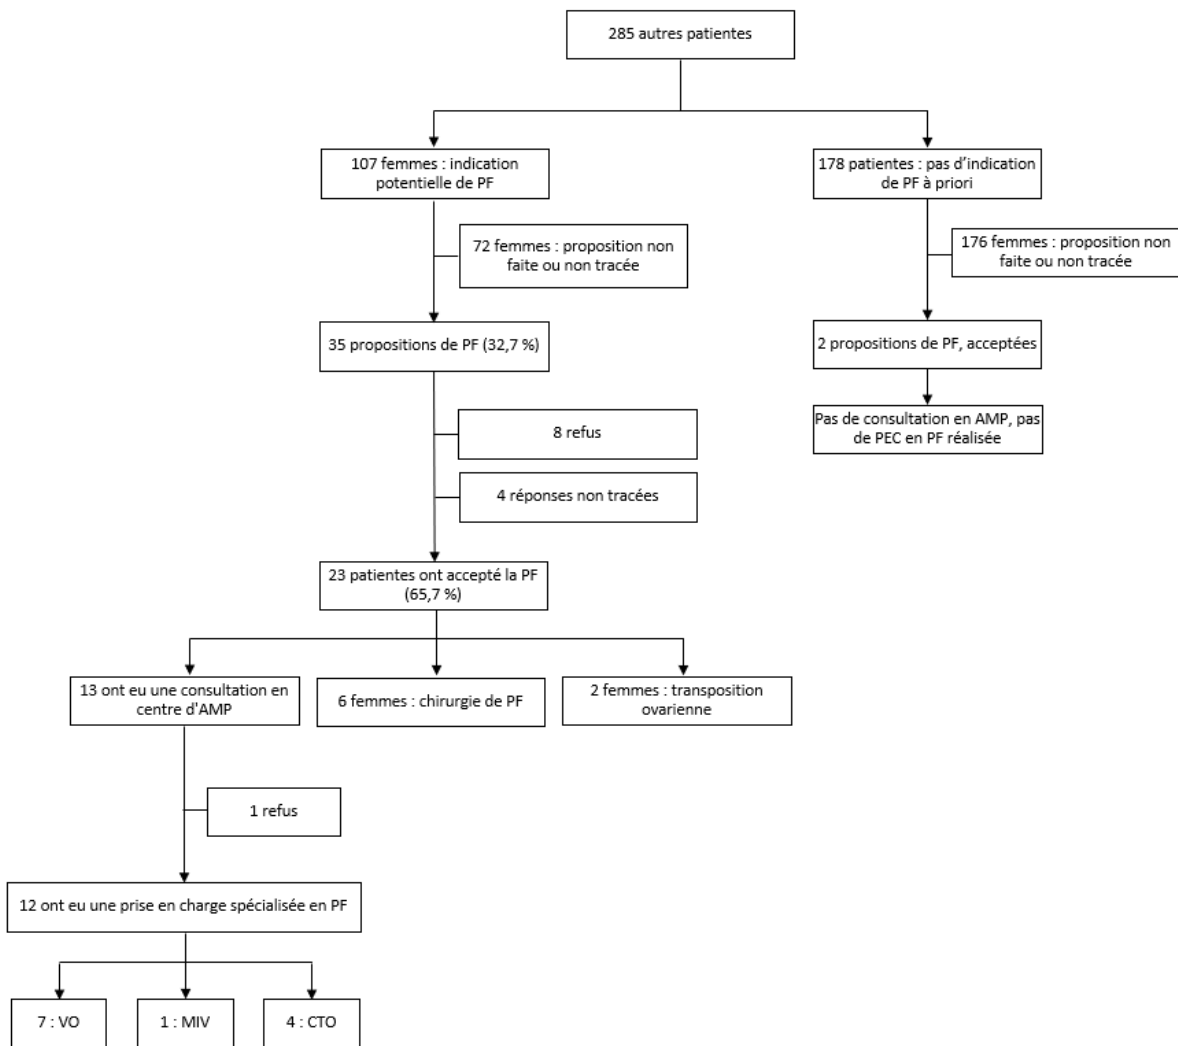 285 autres patientes
107 femmes : indication
potentielle de PF
178 patientes : pas d’indication
de PF à priori
72 femmes : proposition non
faite ou non tracée
176 femmes : proposition non
faite ou non tracée
35 propositions de PF (32,7 %)
2 propositions de PF, acceptées
8 refus
Pas de consultation en AMP, pas
de PEC en PF réalisée
4 réponses non tracées
23 patientes ont accepté la PF
(65,7 %)
13 ont eu une consultation en
centre d'AMP
6 femmes : chirurgie de PF
2 femmes : transposition
ovarienne
1 refus
12 ont eu une prise en charge spécialisée en PF
7 : VO
1 : MIV
4 : CTO